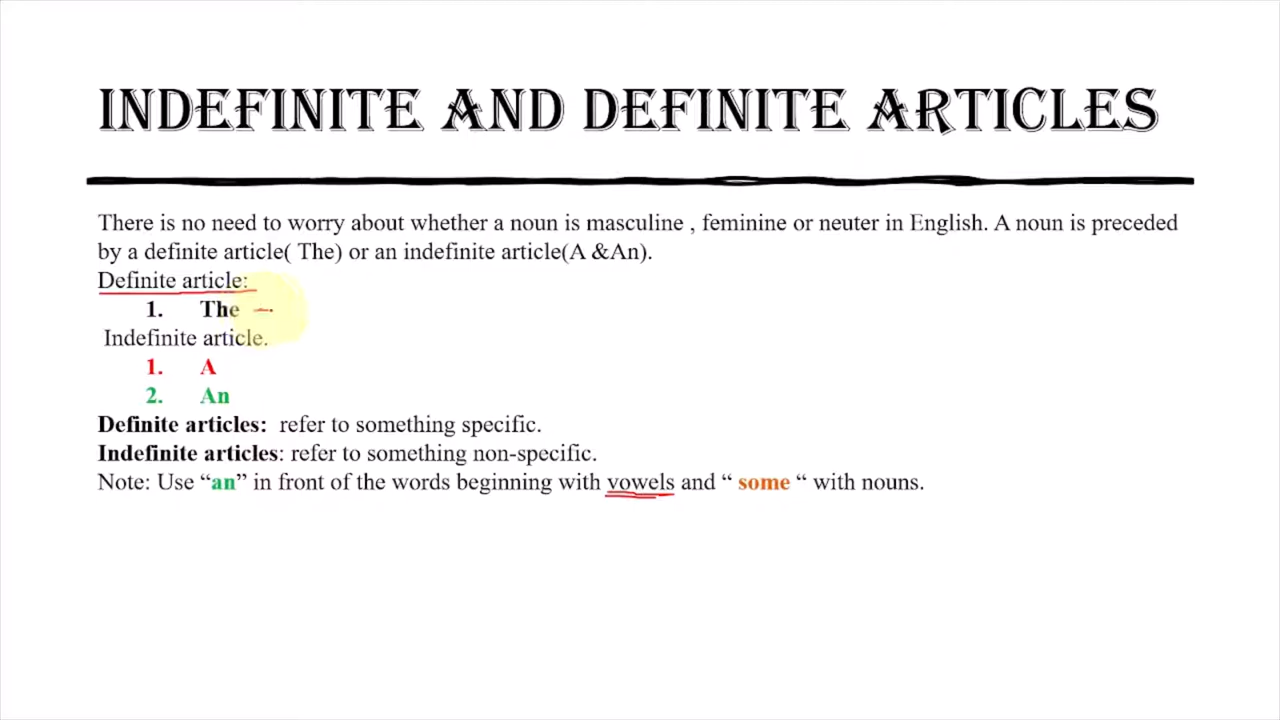 INDEFINITE AND DEFINITE ARTICLES
There is no need to worry about whether a noun is masculine , feminine or neuter in English. A noun is preceded
by a definite article( The) or an indefinite article(A &An).
Definite article:
1. The
Indefinite article.
1. A
2. An
Definite articles: refer to something specific.
Indefinite articles: refer to something non-specific.
Note: Use “an” in front of the words beginning with vowels and “ some “ with nouns.